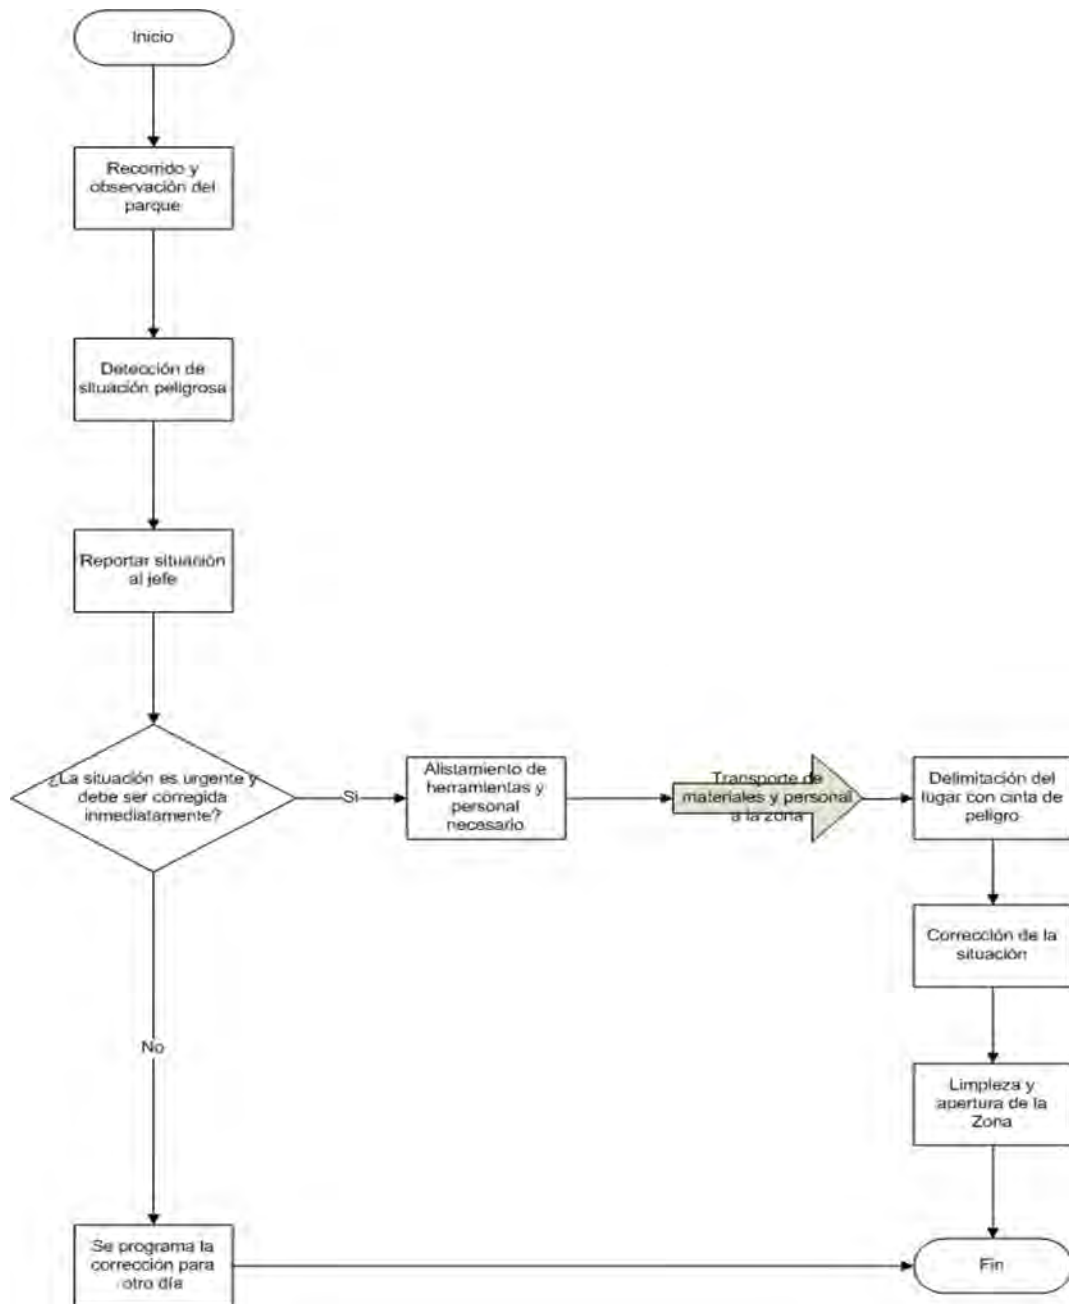 Inicio
Recorrido y
observación del
parque
Detección de
situación peligrosa
Reportar situación
al jefe
¿La situación es urgente y
debe ser corregida
inmediatamente?
Si
Alistamiento de
herramientas y
personal
necesario
Transporte de
materiales y personal
a la zona
Delimitación del
lugar con cinta de
peligro
Corrección de la
situación
Limpieza y
apertura de la
Zona
No
Se programa la
corrección para
otro día
Fin